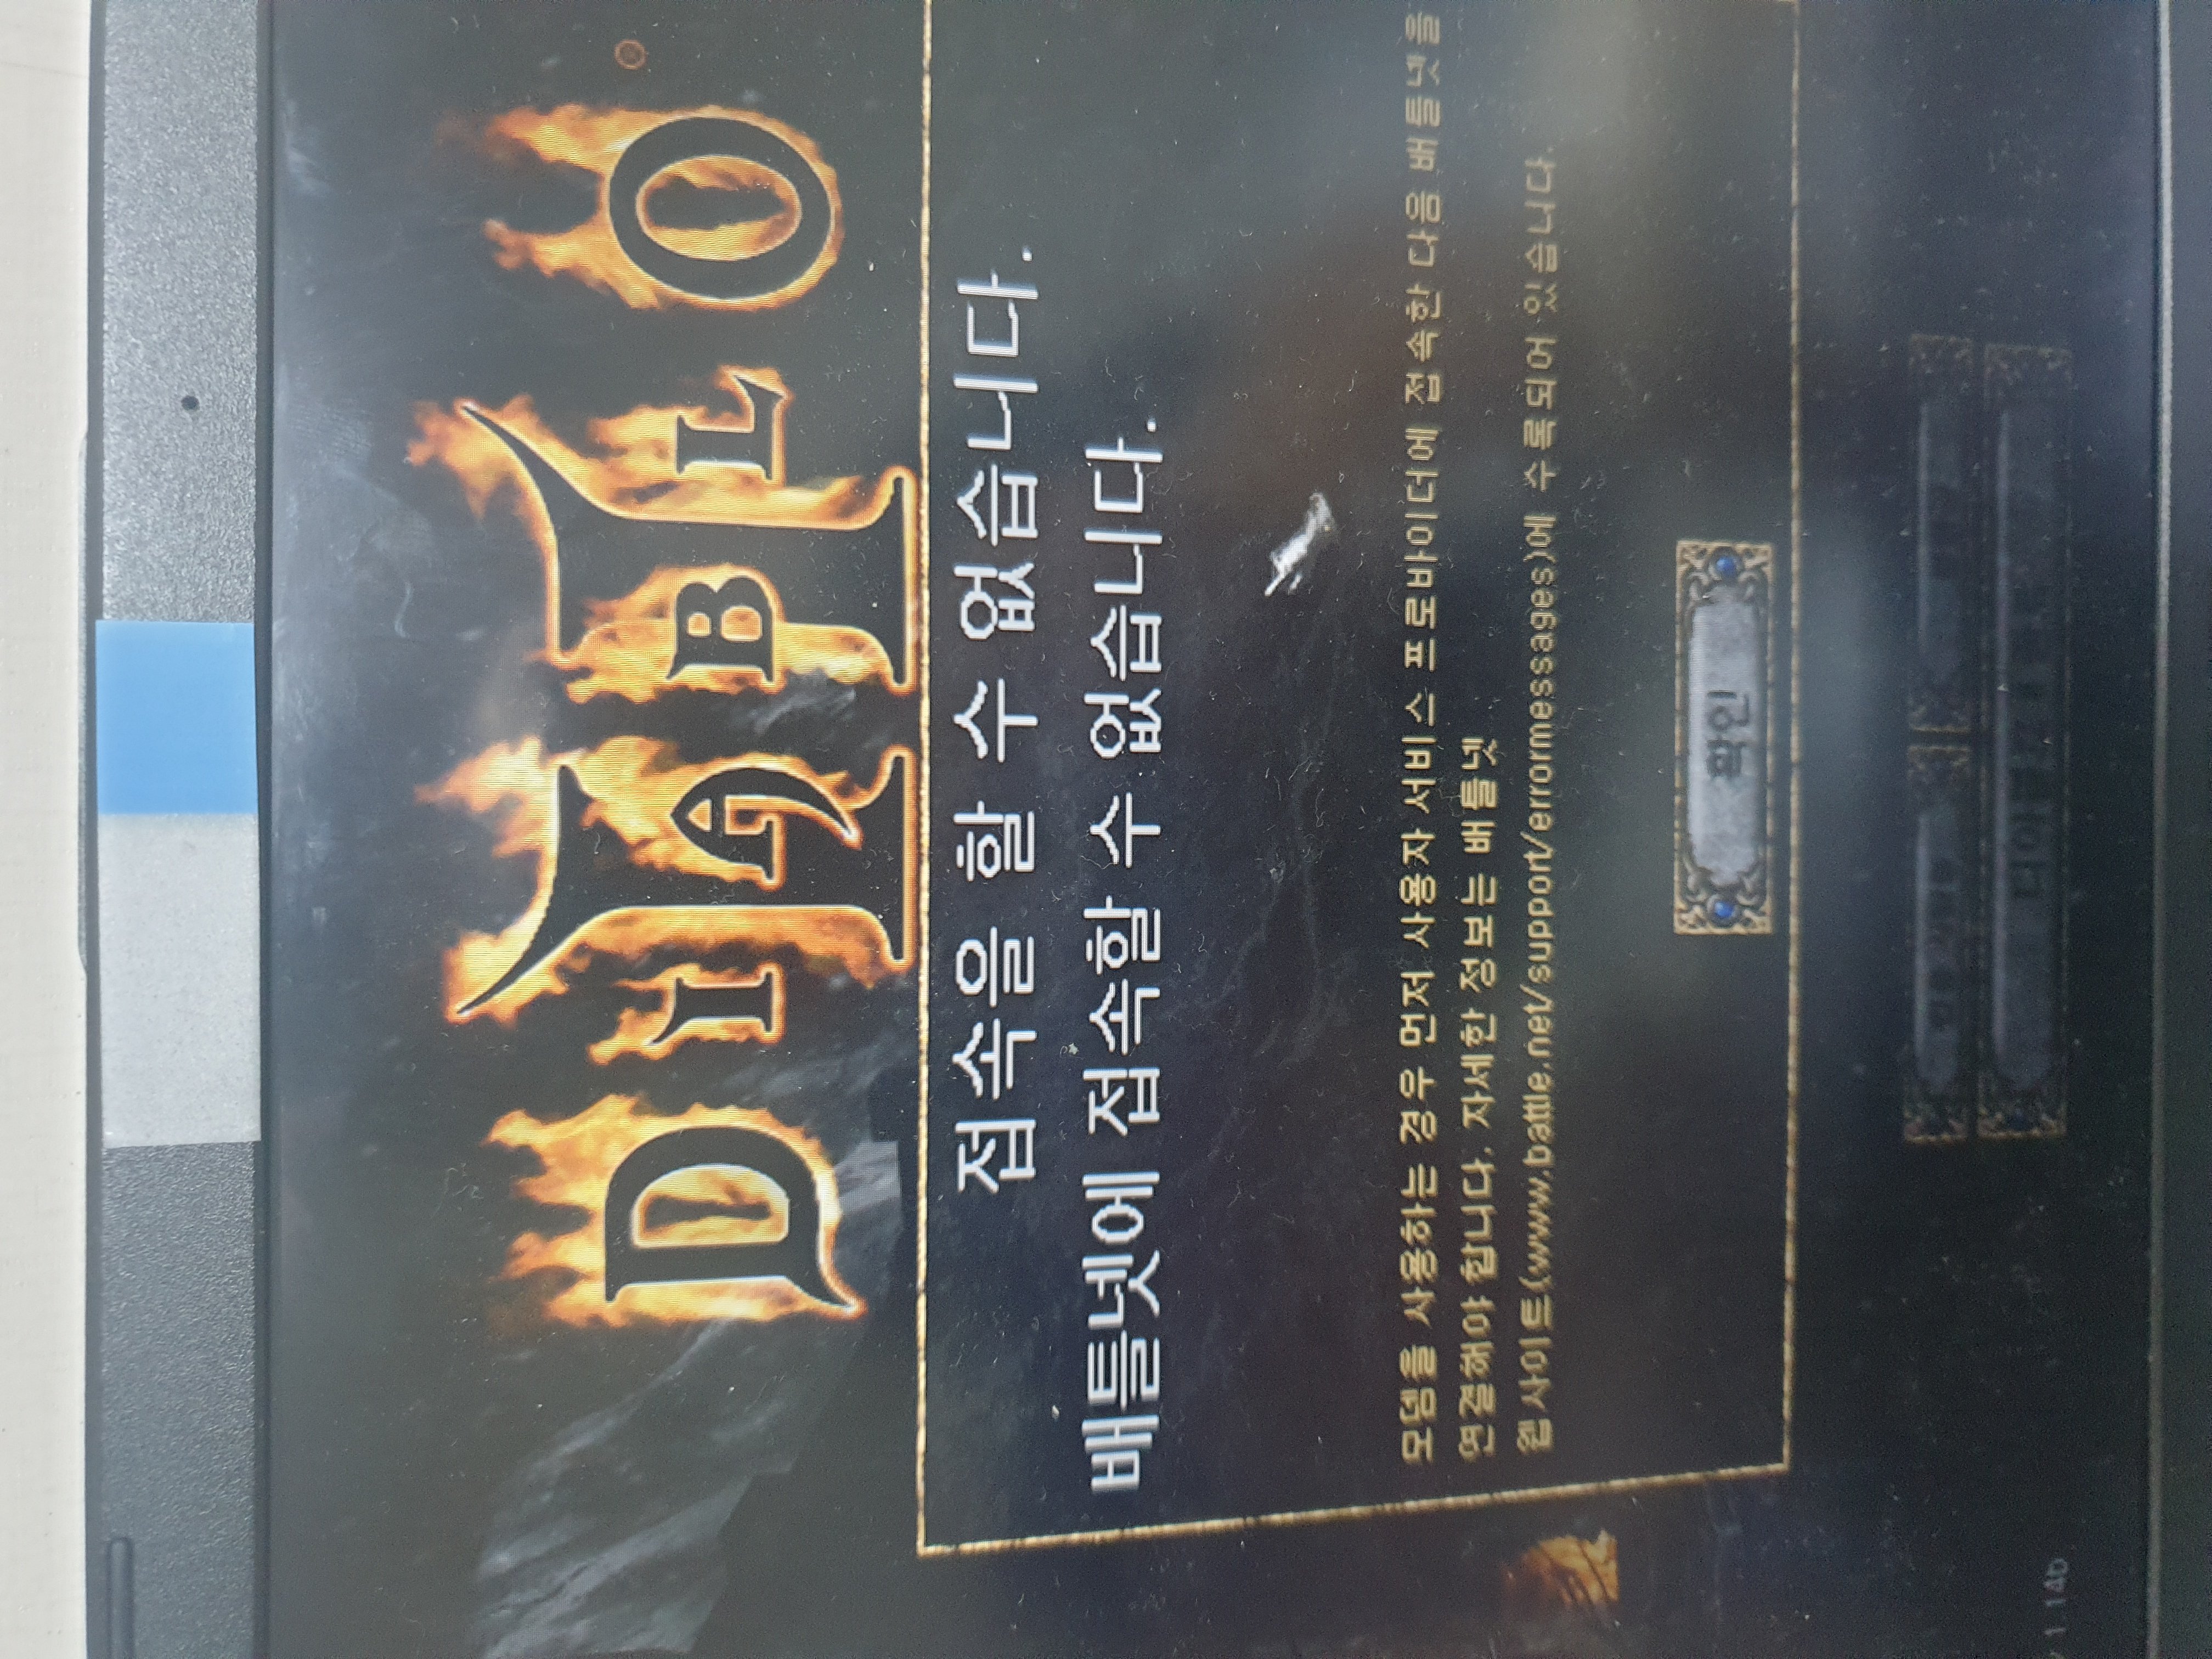 DIABLO
접속을 할 수 없습니다.
배틀넷에 접속할 수 없습니다.
모뎀을 사용하는 경우 먼저 사용자 서비스 프로바이더에 접속한 다음 배틀넷을
연결해야 합니다. 자세한 정보는 배틀넷
웹사이트(www.battle.net/support/errormessages)에 수록되어 있습니다.
확인
v 1.14b